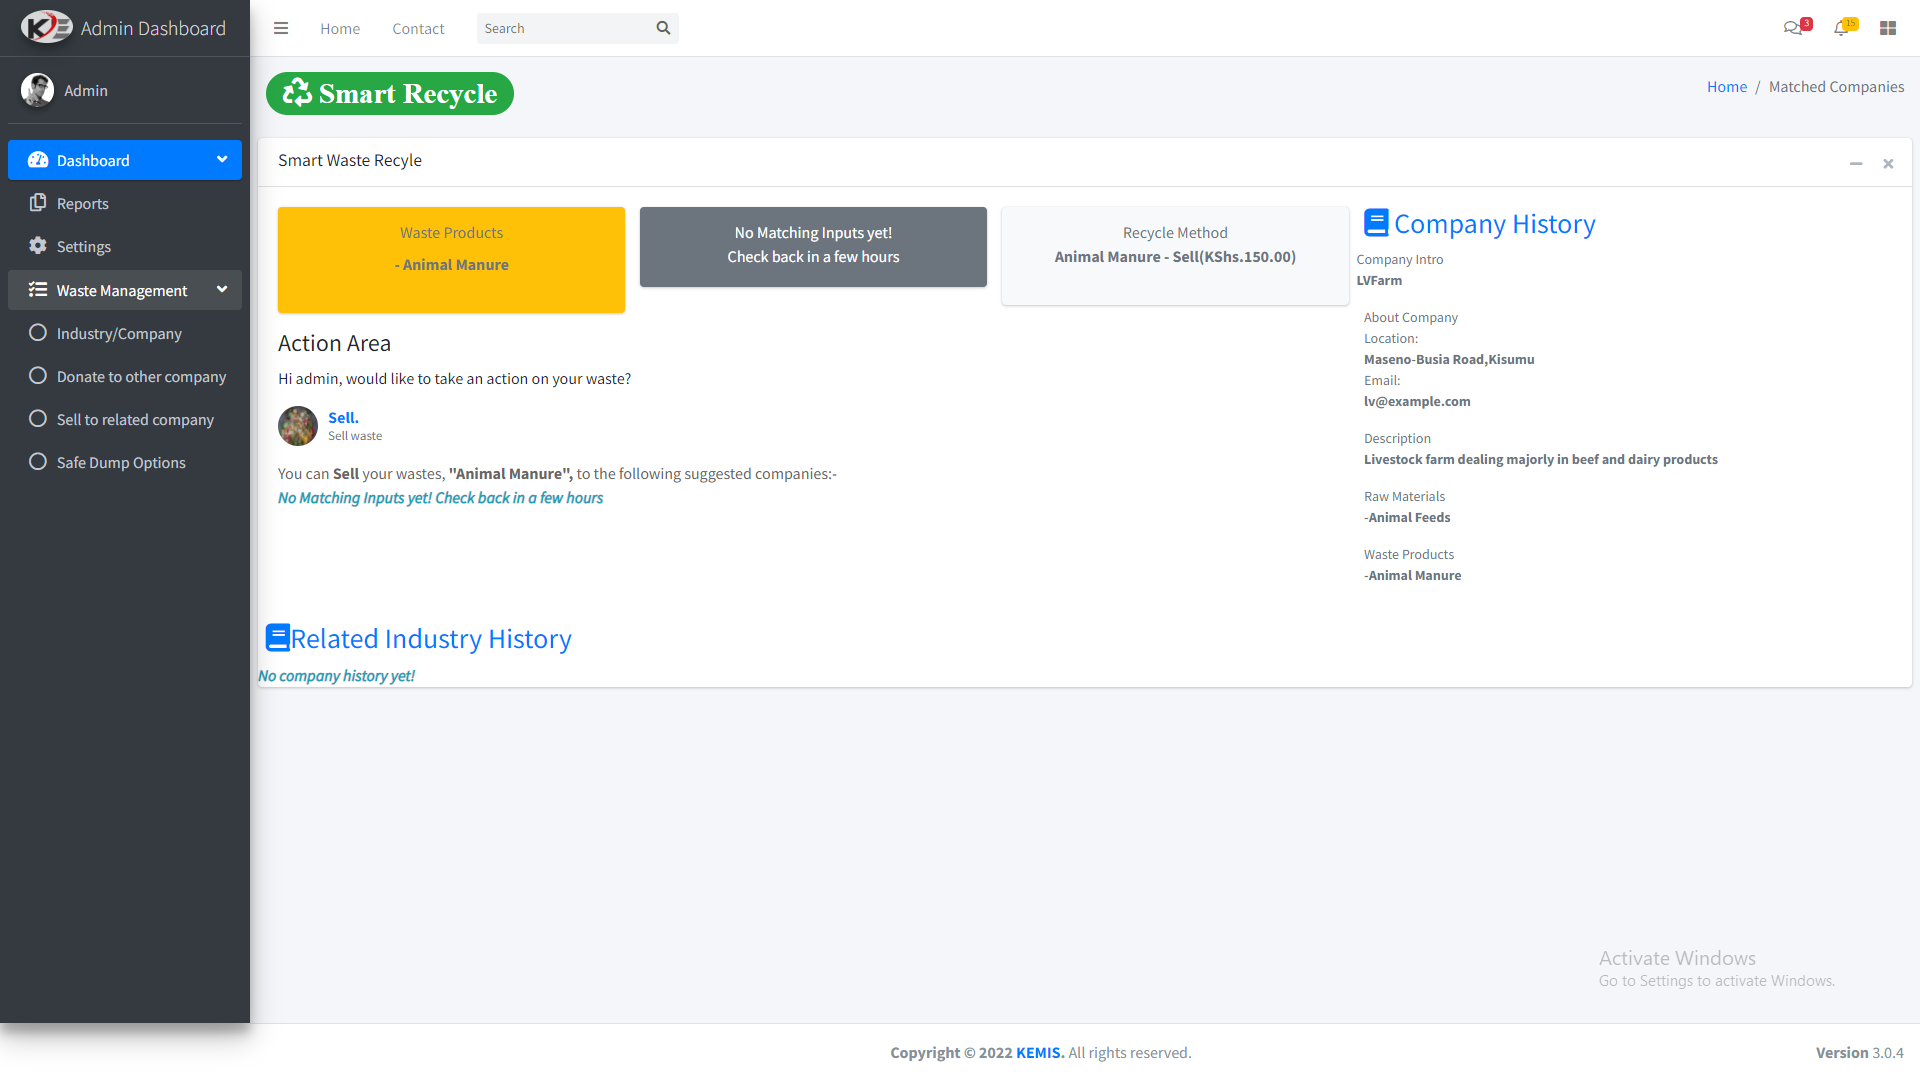 KE Admin Dashboard
Home
Contact
Search
3
15
Admin
Smart Recycle
Home / Matched Companies
Dashboard
Reports
Settings
Waste Management
Industry/Company
Donate to other company
Sell to related company
Safe Dump Options
Smart Waste Recyle
Waste Products
- Animal Manure
No Matching Inputs yet!
Check back in a few hours
Recycle Method
Animal Manure - Sell(KShs.150.00)
Action Area
Hi admin, would like to take an action on your waste?
Sell.
Sell waste
You can Sell your wastes, "Animal Manure", to the following suggested companies:-
No Matching Inputs yet! Check back in a few hours
Company History
Company Intro
LVFarm
About Company
Location:
Maseno-Busia Road,Kisumu
Email:
lv@example.com
Description
Livestock farm dealing majorly in beef and dairy products
Raw Materials
-Animal Feeds
Waste Products
-Animal Manure
Related Industry History
No company history yet!
Activate Windows
Go to Settings to activate Windows.
Copyright © 2022 KEMIS. All rights reserved.
Version 3.0.4